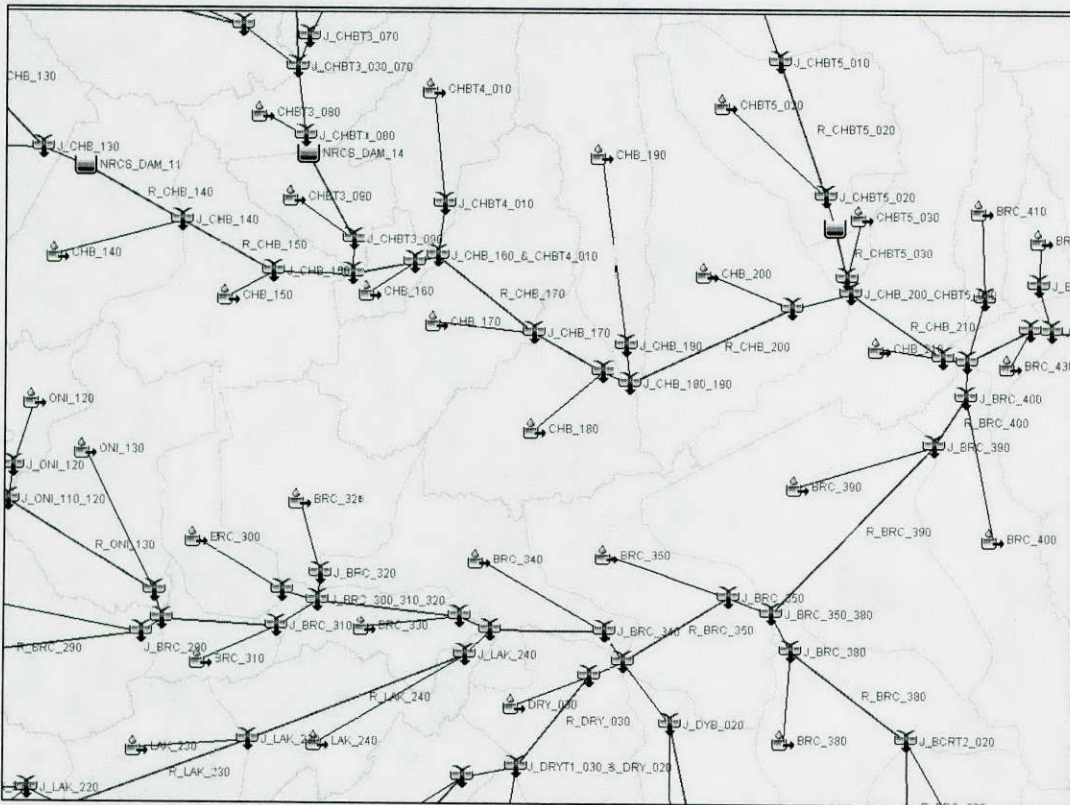 J_CHBT3_070
J_CHBT3_030_070
J_CHBT5_010
CHB_130
CHBT4_010
CHBT3_080
CHBT5_020
R_CHBT5_020
J_CHB_130
NRCS_DAM_11
NRCS_DAM_14
CHB_190
R_CHB_140
CHBT3_090
J_CHBT4_010
J_CHBT5_020
J_CHB_140
CHBT5_030
BRC_410
J_CHBT3_090
R_CHB_150
CHB_140
J_CHB_160_&_CHBT4_010
R_CHBT5_030
CHB_200
CHB_150
CHB_160
R_CHB_170
J_CHB_200_CHBT5
CHB_170
J_CHB_170
R_CHB_210
J_CHB_190
R_CHB_200
BRC_430
J_CHB_180_190
ONI_120
J_BRC_400
R_BRC_400
CHB_180
ONI_130
J_BRC_390
J_ONI_120
BRC_390
J_ONI_110_120
R_BRC_390
R_ONI_130
BRC_300
BRC_340
BRC_350
BRC_400
J_BRC_320
J_BRC_350
J_BRC_300_310_320
J_BRC_350_380
BRC_330
J_BRC_310
J_BRC_340
R_BRC_350
R_BRC_290
BRC_310
J_LAK_240
J_BRC_380
R_LAK_240
R_BRC_380
DRY_030
R_DRY_030
J_DYB_020
LAK_230
LAK_240
BRC_380
J_BCRT2_020
R_LAK_230
J_DRYT1_030_&_DRY_020
J_LAK_220